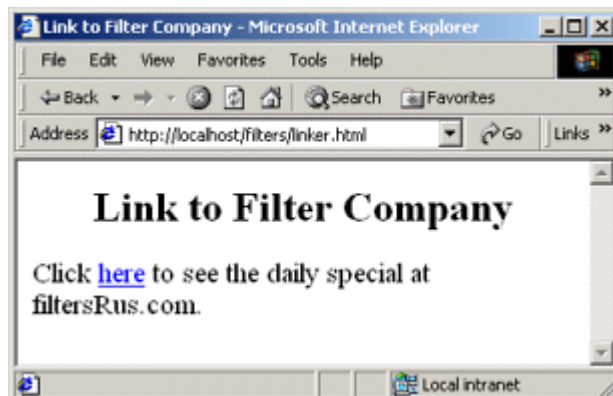 Link to Filter Company - Microsoft Internet Explorer
File Edit View Favorites Tools Help
Back Search Favorites »
Address http://localhost/filters/linker.html Go Links »
Link to Filter Company
Click here to see the daily special at
filtersRus.com.
Local intranet